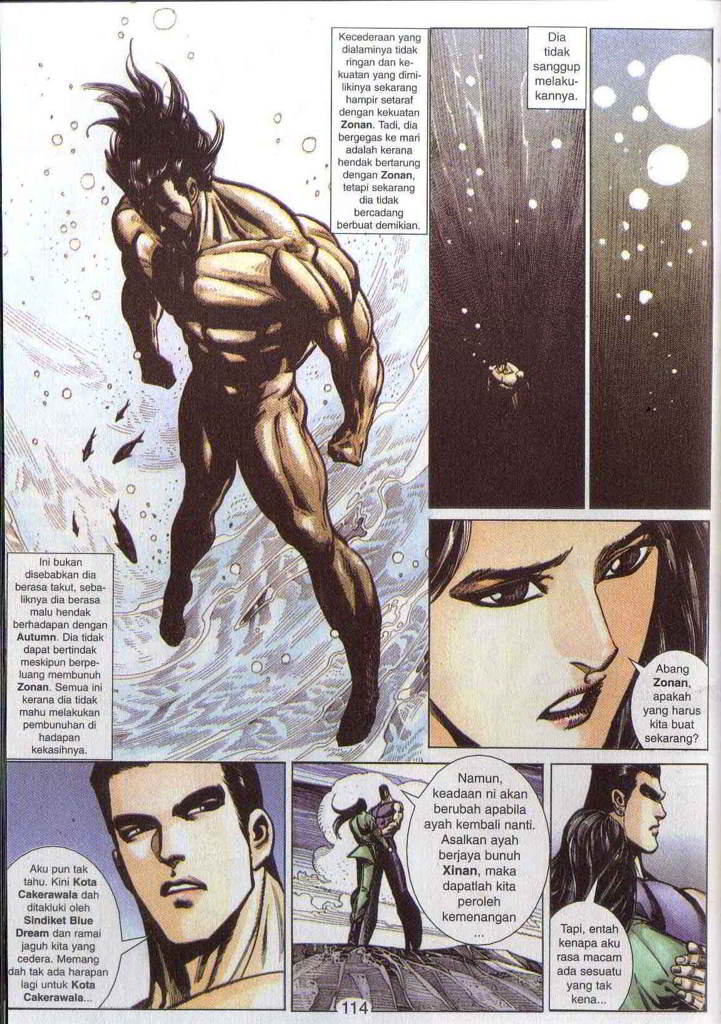 Kecederaan yang
dialaminya tidak
ringan dan ke-
kuatan yang dimi-
likinya sekarang
hampir setaraf
dengan kekuatan
Zonan. Tadi, dia
bergegas ke mari
adalah kerana
hendak bertarung
dengan Zonan,
tetapi sekarang
dia tidak
bercadang
berbuat demikian.
Dia
tidak
sanggup
melaku-
kannya.
Ini bukan
disebabkan dia
berasa takut, seba-
liknya dia berasa
malu hendak
berhadapan dengan
Autumn. Dia tidak
dapat bertindak
meskipun berpe-
luang membunuh
Zonan. Semua ini
kerana dia tidak
mahu melakukan
pembunuhan di
hadapan
kekasihnya.
Abang
Zonan,
apakah
yang harus
kita buat
sekarang?
Aku pun tak
tahu. Kini Kota
Cakerawala dah
ditakluki oleh
Sindiket Blue
Dream dan ramai
jaguh kita yang
cedera. Memang
dah tak ada harapan
lagi untuk Kota
Cakerawala...
Namun,
keadaan ni akan
berubah apabila
ayah kembali nanti.
Asalkan ayah
berjaya bunuh
Xinan, maka
dapatlah kita
peroleh
kemenangan
...
Tapi, entah
kenapa aku
rasa macam
ada sesuatu
yang tak
kena...
114